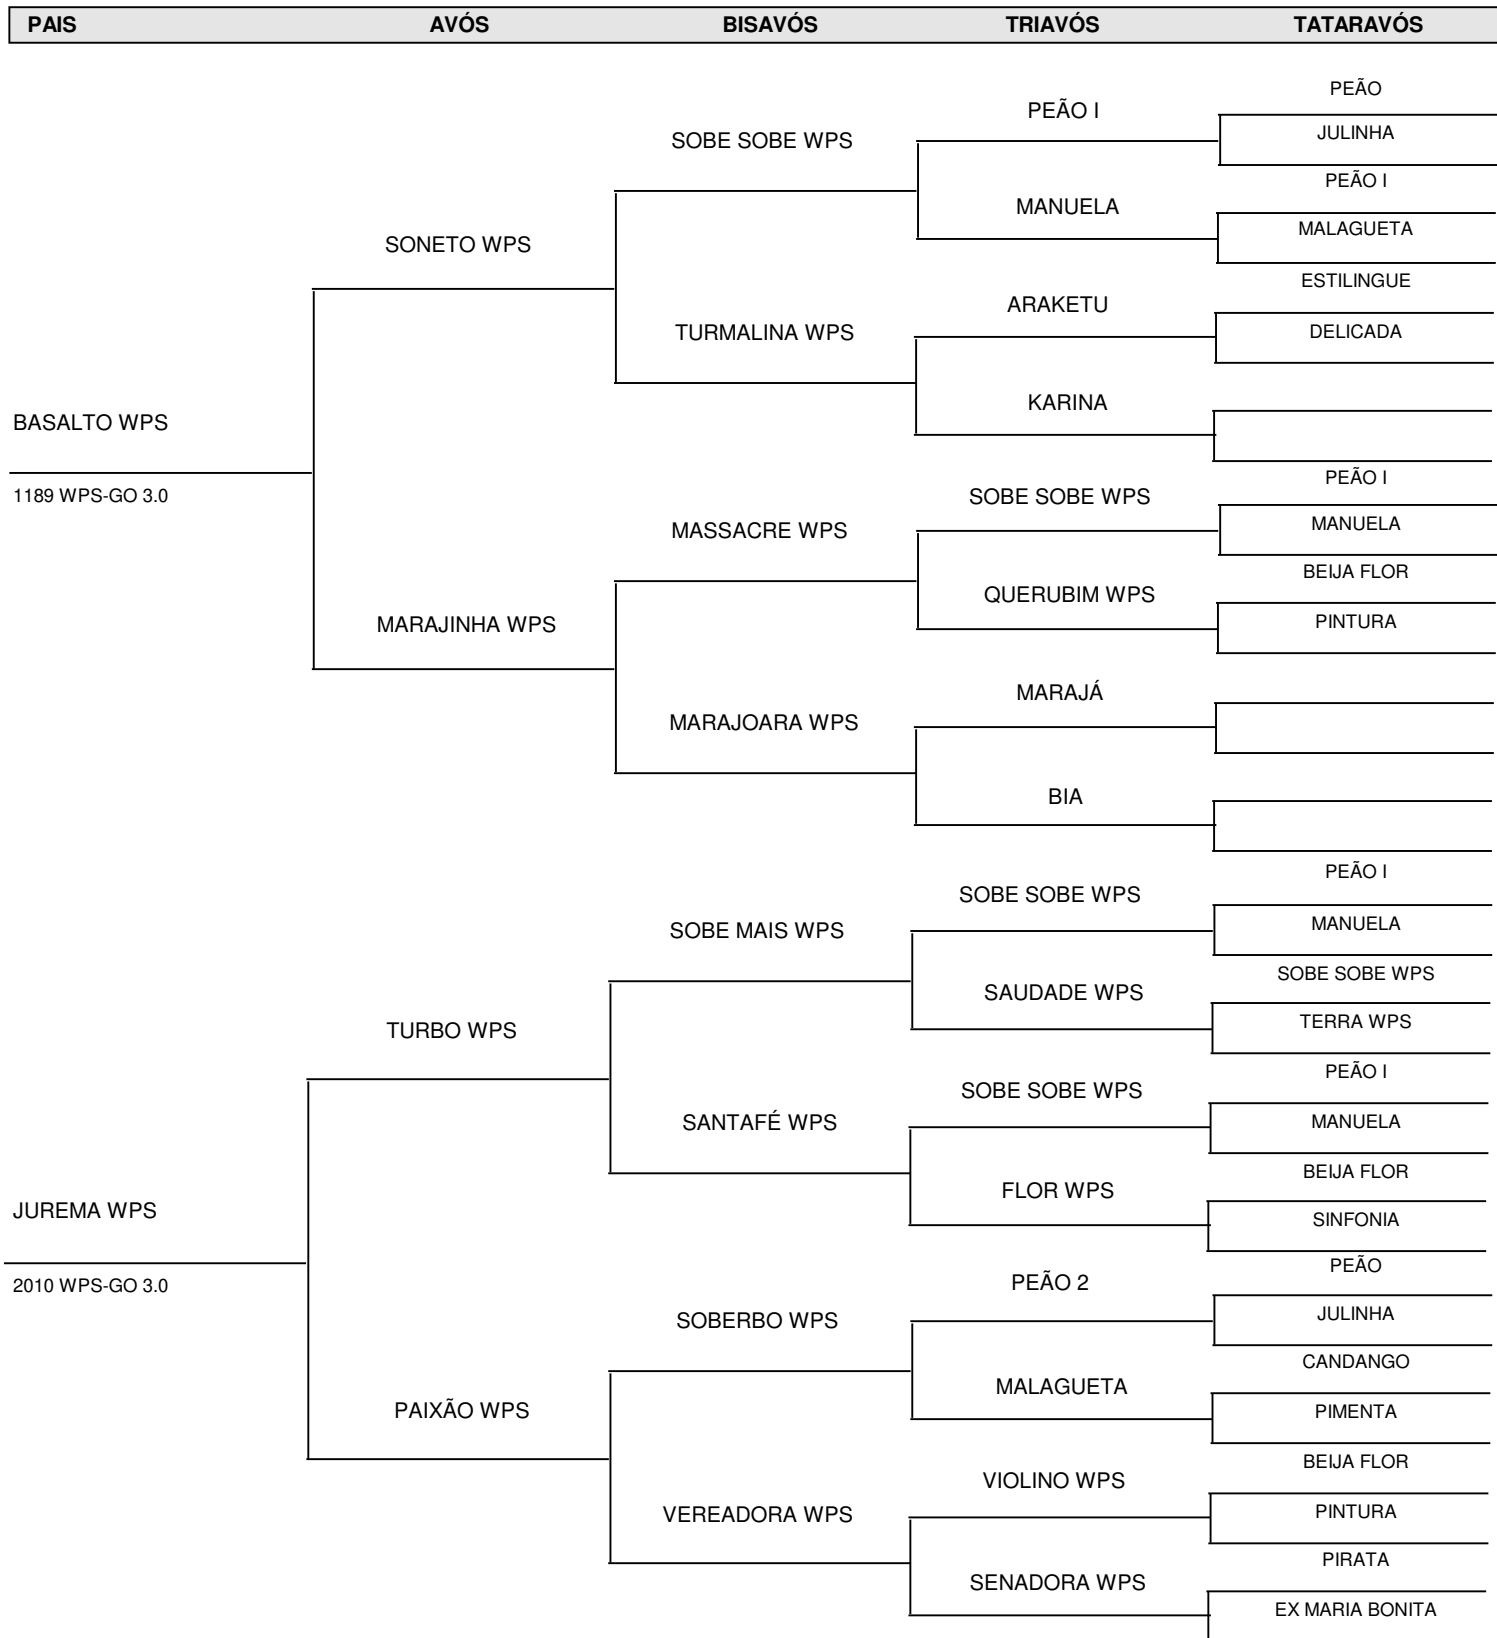 PAIS AVÓS BISAVÓS TRIAVÓS TATARAVÓS
PEÃO
PEÃO I
JULINHA
SOBE SOBE WPS
PEÃO I
MANUELA
MALAGUETA
SONETO WPS
ESTILINGUE
ARAKETU
TURMALINA WPS
DELICADA
KARINA
BASALTO WPS
PEÃO I
1189 WPS-GO 3.0
SOBE SOBE WPS
MANUELA
MASSACRE WPS
BEIJA FLOR
QUERUBIM WPS
PINTURA
MARAJINHA WPS
MARAJÁ
MARAJOARA WPS
BIA
PEÃO I
SOBE SOBE WPS
MANUELA
SOBE MAIS WPS
SOBE SOBE WPS
SAUDADE WPS
TERRA WPS
TURBO WPS
PEÃO I
SOBE SOBE WPS
SANTAFÉ WPS
MANUELA
BEIJA FLOR
FLOR WPS
JUREMA WPS
SINFONIA
PEÃO
2010 WPS-GO 3.0
PEÃO 2
JULINHA
SOBERBO WPS
CANDANGO
MALAGUETA
PAIXÃO WPS
PIMENTA
BEIJA FLOR
VIOLINO WPS
VEREADORA WPS
PINTURA
PIRATA
SENADORA WPS
EX MARIA BONITA